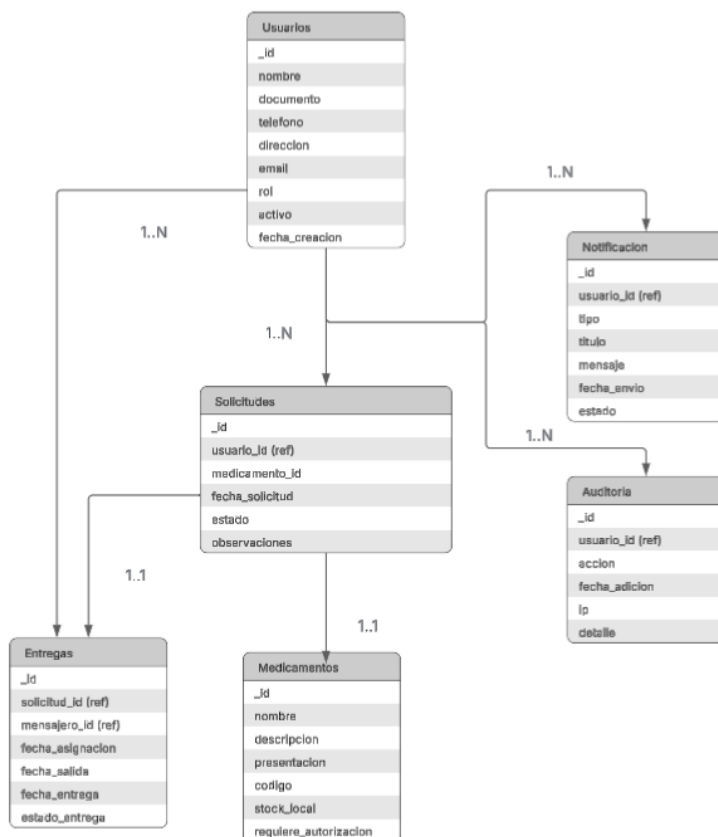 Usuarios
_id
nombre
documento
telefono
direccion
email
rol
activo
fecha_creacion
1..N
1..N
1..N
Notificacion
_id
usuario_id (ref)
tipo
titulo
mensaje
fecha_envio
estado
Solicitudes
_id
usuario_id (ref)
medicamento_id
fecha_solicitud
estado
observaciones
1..N
Auditoria
_id
usuario_id (ref)
accion
fecha_adicion
ip
detalle
1..1
1..1
Entregas
_id
solicitud_id (ref)
mensajero_id (ref)
fecha_asignacion
fecha_salida
fecha_entrega
estado_entrega
Medicamentos
_id
nombre
descripcion
presentacion
codigo
stock_local
requiere_autorizacion